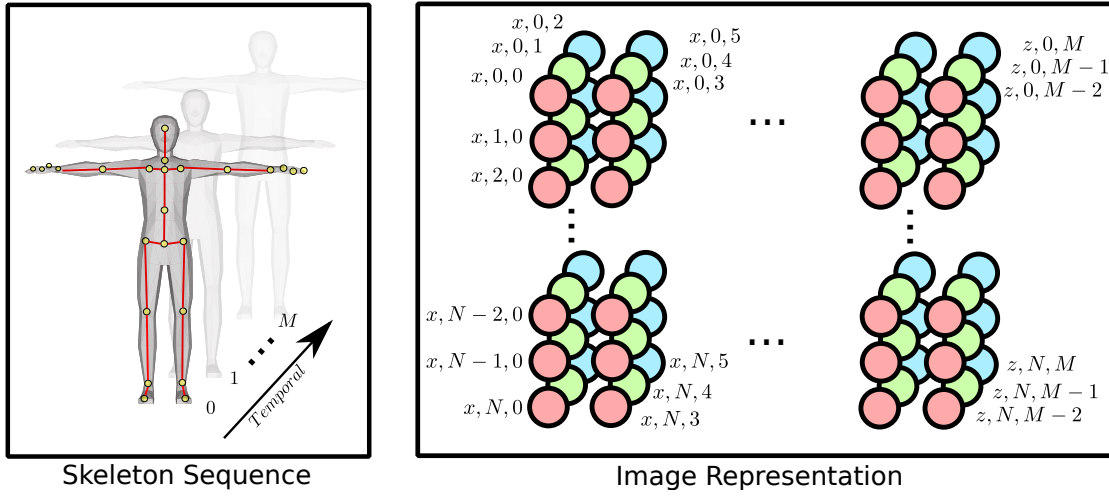 M
1
0
Temporal
Skeleton Sequence
x, 0, 2
x, 0, 1
x, 0, 0
x, 0, 5
x, 0, 4
x, 0, 3
z, 0, M
z, 0, M − 1
z, 0, M − 2
...
x, 1, 0
x, 2, 0
x, N − 2, 0
x, N − 1, 0
x, N, 0
x, N, 5
x, N, 4
x, N, 3
...
z, N, M
z, N, M − 1
z, N, M − 2
Image Representation